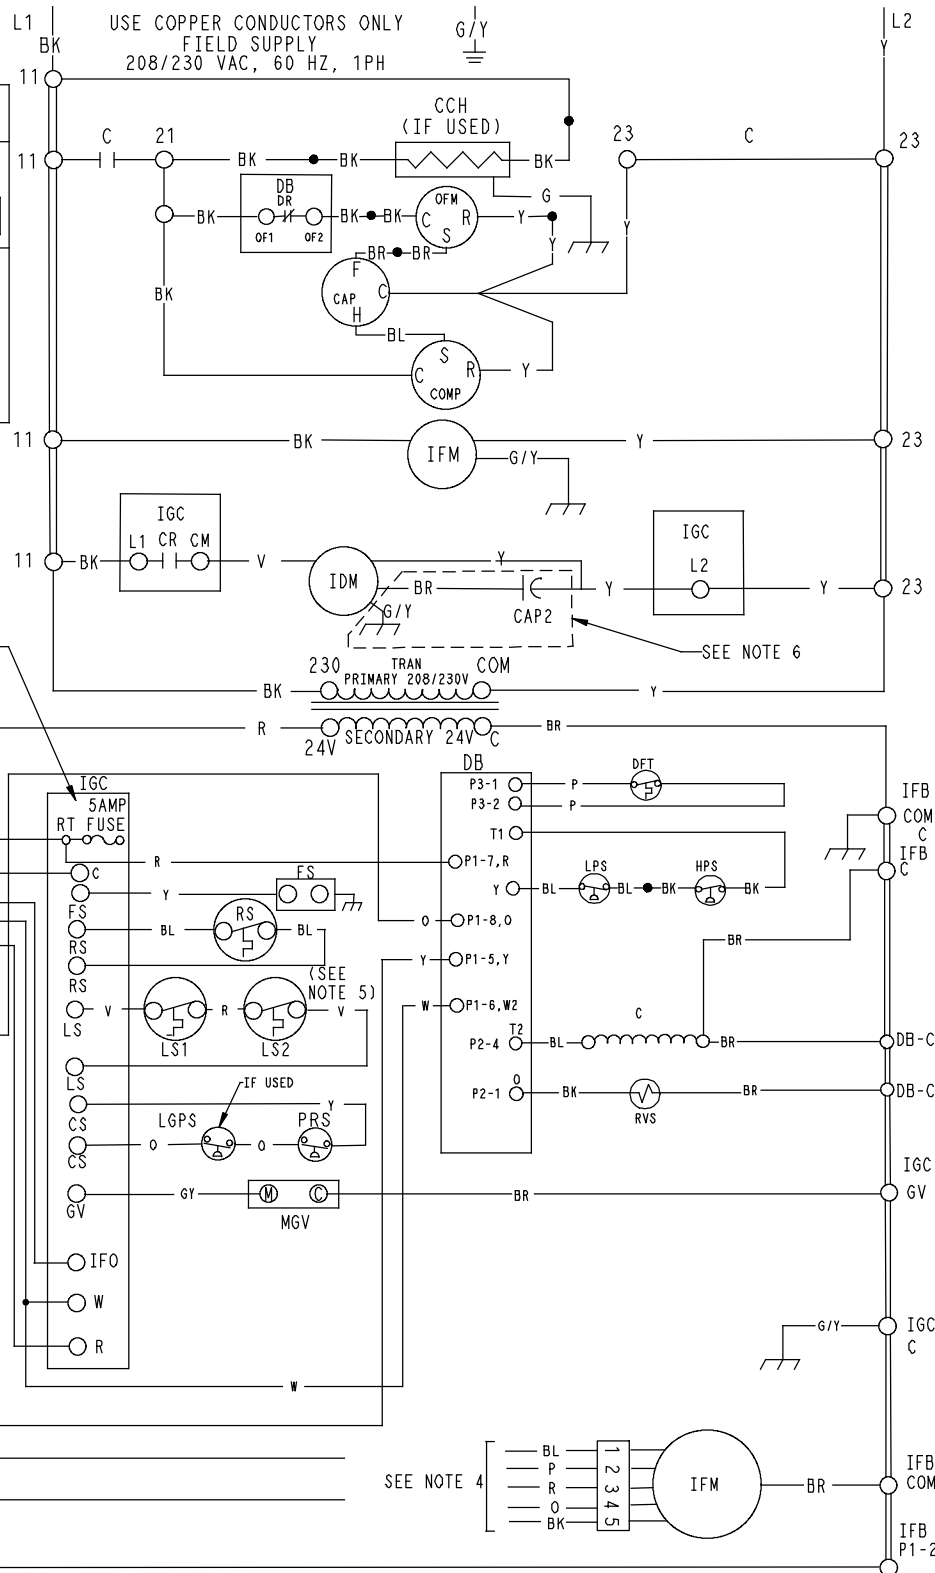 L1
USE COPPER CONDUCTORS ONLY
G/Y
L2
BK
FIELD SUPPLY
Y
208/230 VAC, 60 HZ, 1PH
11
CCH
(IF USED)
C
21
23
C
23
11
BK
BK
BK
DB
DR
G
OFM
BK
BK
BK
C
R
Y
Y
OF1
OF2
S
Y
BR
BR
F
BK
CAP
C
H
BL
S
C
R
Y
COMP
11
BK
Y
23
IFM
G/Y
IGC
IGC
L1
CR
CM
L2
11
BK
V
Y
IDM
BR
Y
Y
23
G/Y
CAP2
SEE NOTE 6
230
TRAN
COM
PRIMARY 208/230V
BK
Y
R
BR
24V
SECONDARY 24V
C
DB
DFT
IGC
P3-1
P
IFB
5AMP
P3-2
P
COM
RT
FUSE
T1
C
IFB
R
P1-7,R
LPS
HPS
C
C
FS
Y
Y
BL
BL
BK
BK
FS
RS
O
P1-8,O
RS
BL
BL
BR
(SEE
NOTE 5)
Y
P1-5,Y
RS
V
R
V
W
P1-6,W2
C
LS
LS1
LS2
T2
P2-4
BL
BR
DB-C
LS
IF USED
O
P2-1
BK
BR
DB-C
Y
RVS
CS
LGPS
PRS
O
O
CS
IGC
GY
M
C
BR
GV
GV
MGV
IFO
W
G/Y
IGC
C
R
W
BL
1
P
2
IFB
SEE NOTE 4
R
3
IFM
BR
COM
O
4
BK
5
IFB
P1-2